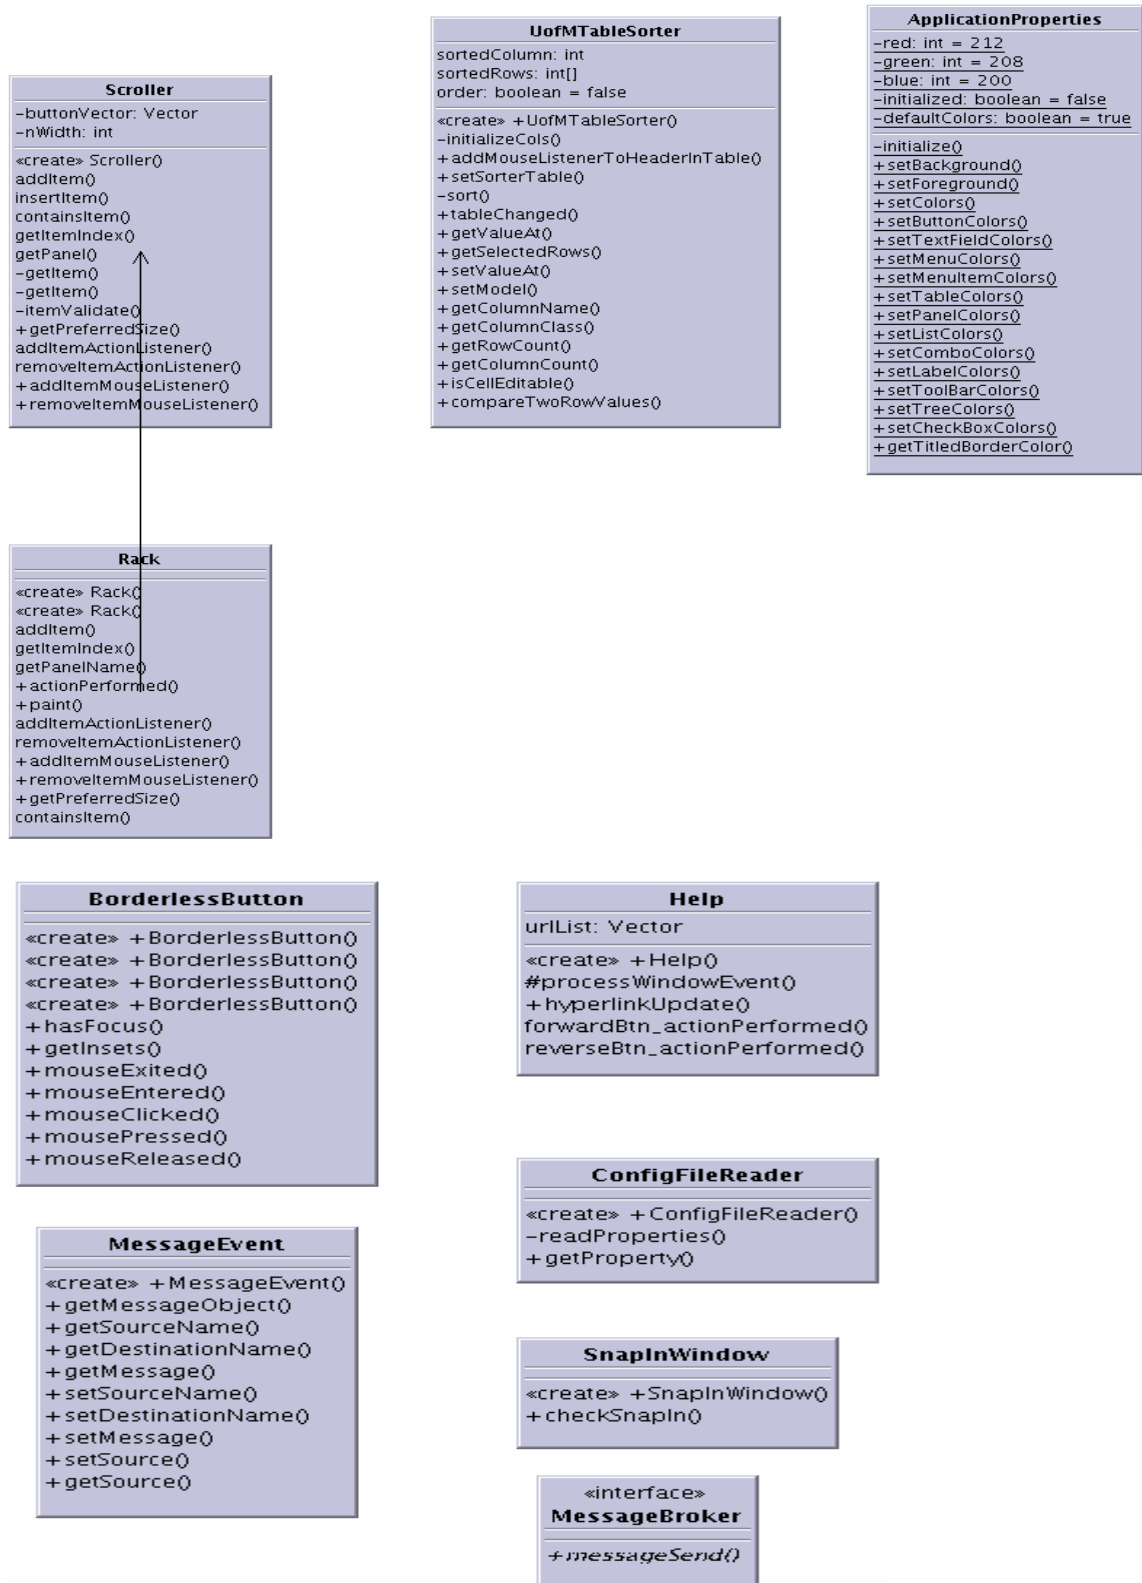 Scroller
-buttonVector: Vector
-nWidth: int
«create» Scroller()
addItem()
insertItem()
containsItem()
getItemIndex()
getPanel()
-getItem()
-getItem()
-itemValidate()
+getPreferredSize()
addItemActionListener()
removeItemActionListener()
+addItemMouseListener()
+removeItemMouseListener()
UofMTableSorter
sortedColumn: int
sortedRows: int[]
order: boolean = false
«create» +UofMTableSorter()
-initializeCols()
+addMouseListenerToHeaderInTable()
+setSorterTable()
-sort()
+tableChanged()
+getValueAt()
+getSelectedRows()
+setValueAt()
+setModel()
+getColumnName()
+getColumnClass()
+getRowCount()
+getColumnCount()
+isCellEditable()
+compareTwoRowValues()
ApplicationProperties
-red: int = 212
-green: int = 208
-blue: int = 200
-initialized: boolean = false
-defaultColors: boolean = true
-initialize()
+setBackground()
+setForeground()
+setColors()
+setButtonColors()
+setTextFieldColors()
+setMenuColors()
+setMenuItemColors()
+setTableColors()
+setPanelColors()
+setListColors()
+setComboColors()
+setLabelColors()
+setToolBarColors()
+setTreeColors()
+setCheckBoxColors()
+getTitledBorderColor()
Rack
«create» Rack()
«create» Rack()
addItem()
getItemIndex()
getPanelName()
+actionPerformed()
+paint()
addItemActionListener()
removeItemActionListener()
+addItemMouseListener()
+removeItemMouseListener()
+getPreferredSize()
containsItem()
BorderlessButton
«create» +BorderlessButton()
«create» +BorderlessButton()
«create» +BorderlessButton()
«create» +BorderlessButton()
+hasFocus()
+getInsets()
+mouseExited()
+mouseEntered()
+mouseClicked()
+mousePressed()
+mouseReleased()
Help
urlList: Vector
«create» +Help()
#processWindowEvent()
+hyperlinkUpdate()
forwardBtn_actionPerformed()
reverseBtn_actionPerformed()
ConfigFileReader
«create» +ConfigFileReader()
-readProperties()
+getProperty()
MessageEvent
«create» +MessageEvent()
+getMessageObject()
+getSourceName()
+getDestinationName()
+getMessage()
+setSourceName()
+setDestinationName()
+setMessage()
+setSource()
+getSource()
SnapInWindow
«create» +SnapInWindow()
+checkSnapIn()
«interface»
MessageBroker
+messageSend()